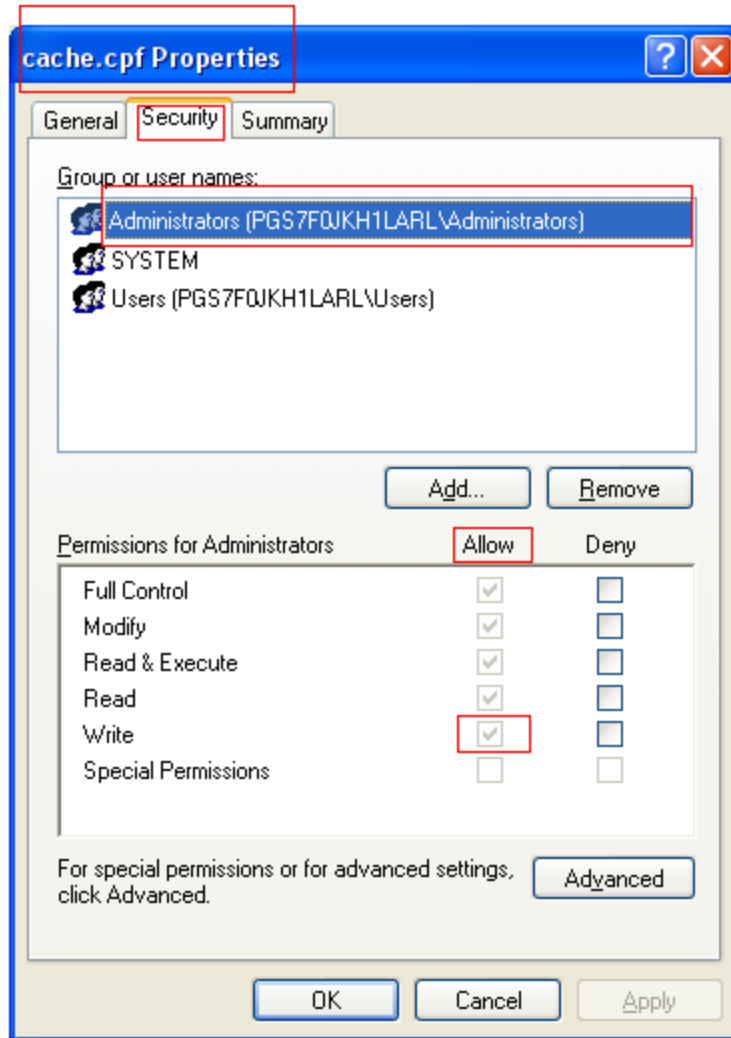 cache.cpf Properties
General Security Summary
Group or user names:
Administrators (PGS7F0JKH1LARL\Administrators)
SYSTEM
Users (PGS7F0JKH1LARL\Users)
Add... Remove
Permissions for Administrators Allow Deny
Full Control
Modify
Read & Execute
Read
Write
Special Permissions
For special permissions or for advanced settings,
click Advanced.
Advanced
OK Cancel Apply